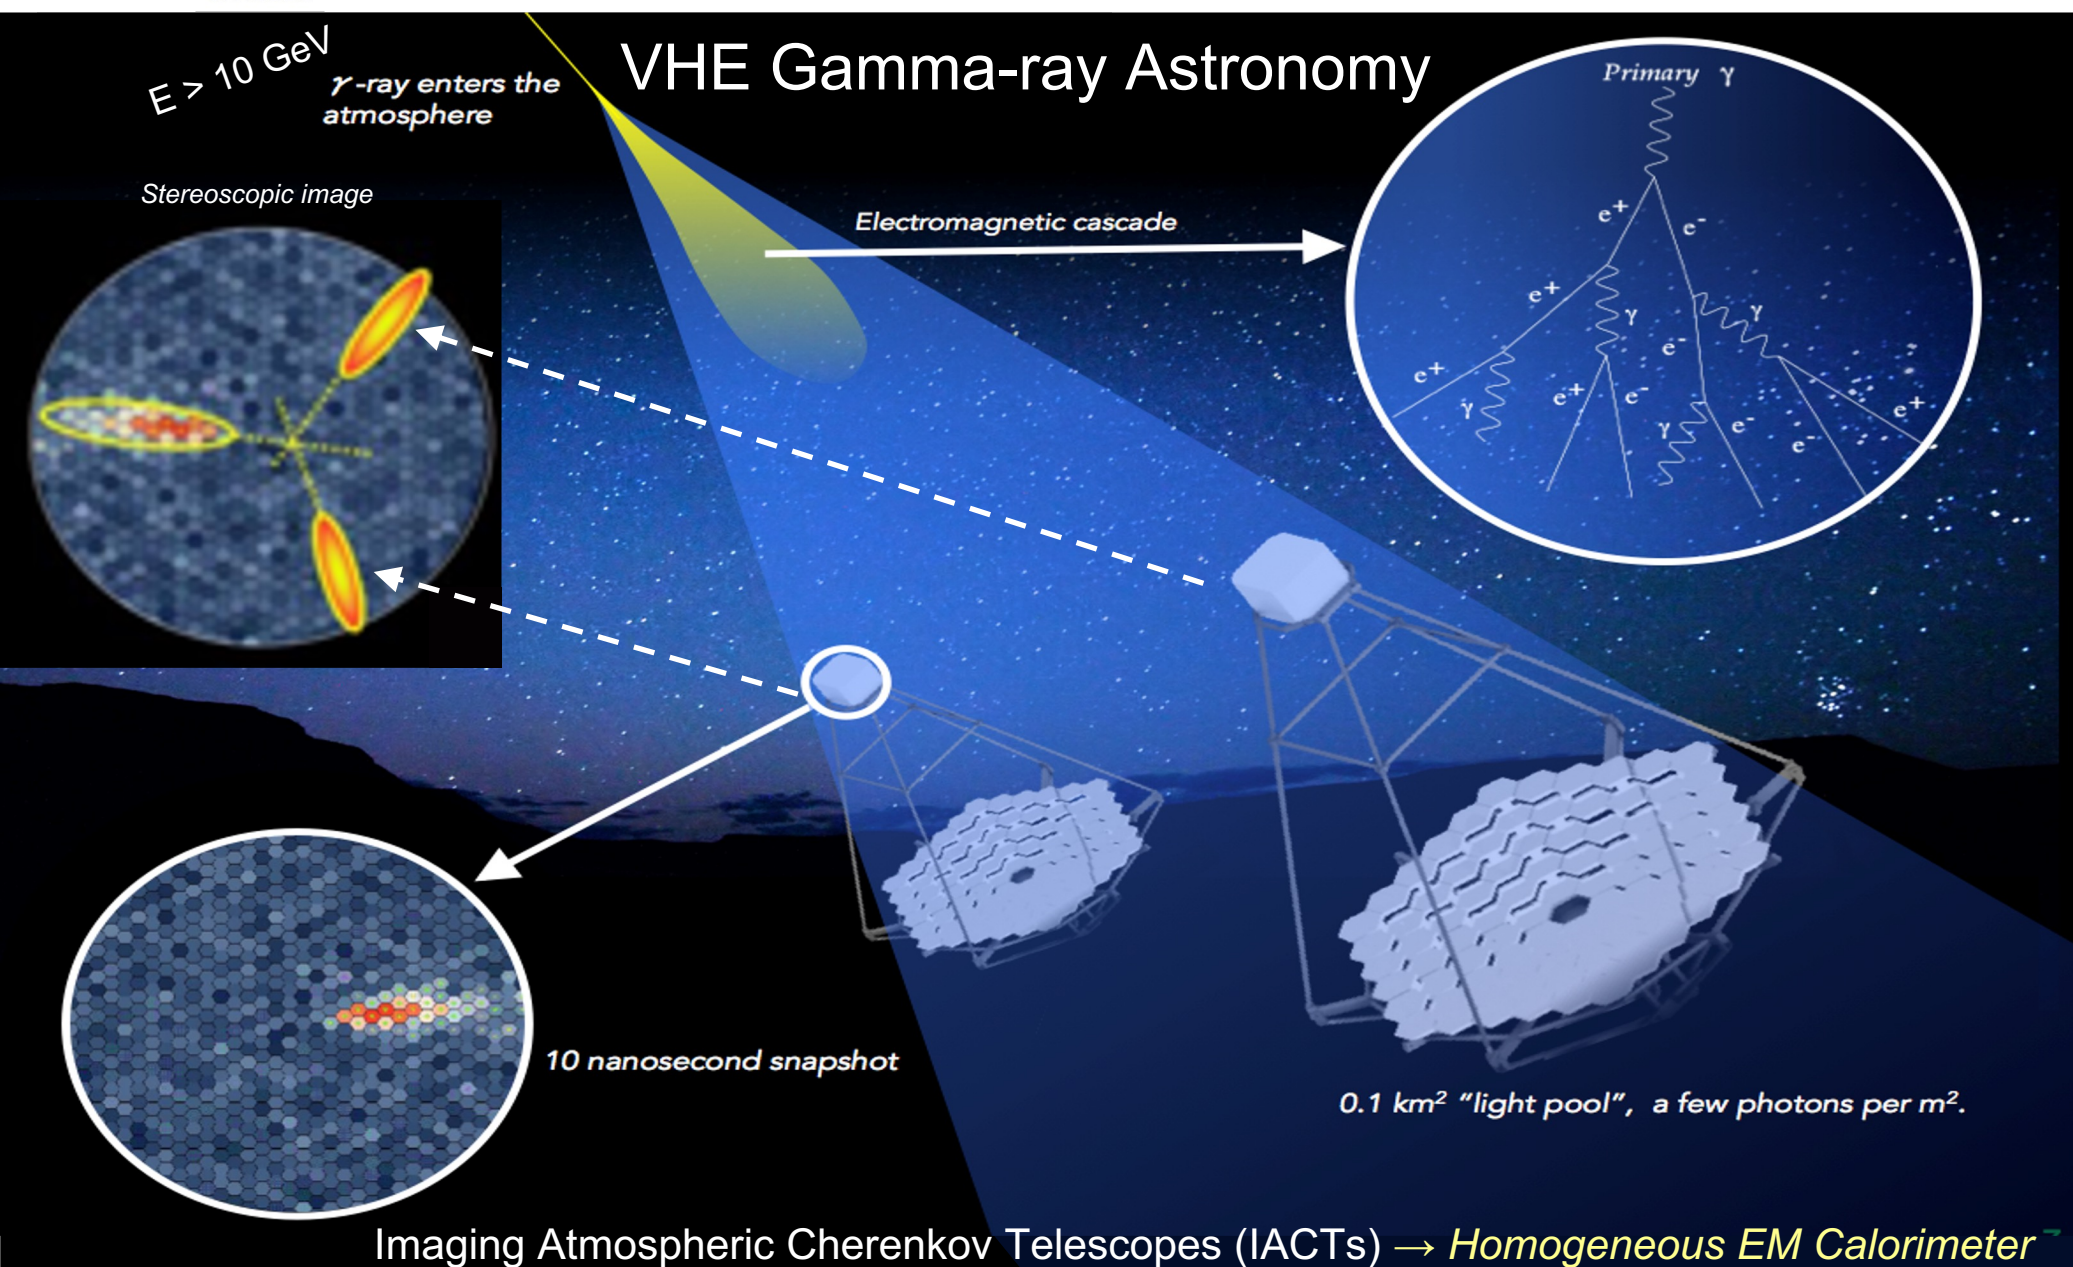 E > 10 GeV
γ-ray enters the
atmosphere
VHE Gamma-ray Astronomy
Primary γ
Stereoscopic image
Electromagnetic cascade
e⁺
e⁻
e⁺
γ
γ
e⁻
e⁺
γ
e⁺
e⁻
γ
e⁻
e⁻
e⁺
10 nanosecond snapshot
0.1 km² “light pool”, a few photons per m².
Imaging Atmospheric Cherenkov Telescopes (IACTs) → Homogeneous EM Calorimeter